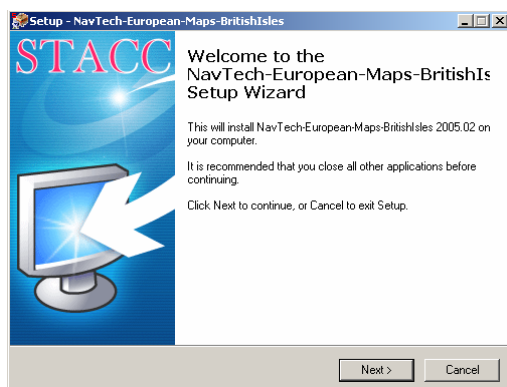 Setup - NavTech-European-Maps-BritishIsles
STACC
Welcome to the
NavTech-European-Maps-BritishIs
Setup Wizard
This will install NavTech-European-Maps-BritishIsles 2005.02 on
your computer.
It is recommended that you close all other applications before
continuing.
Click Next to continue, or Cancel to exit Setup.
Next >
Cancel